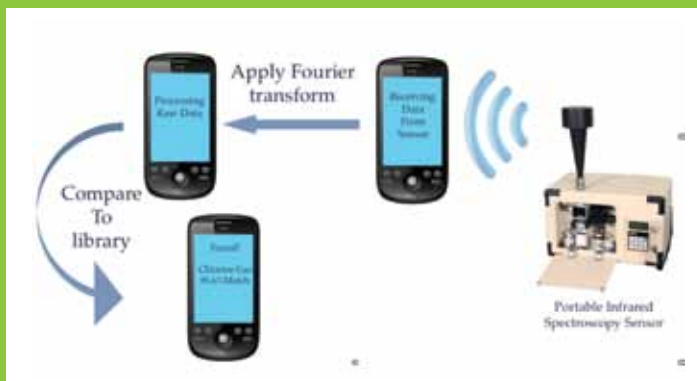 Apply Fourier
transform
Processing
Raw Data
Receiving
Data
From
Sensor
Compare
To
library
Found!
Chlorine Gas
Match
Portable Infrared
Spectroscopy Sensor